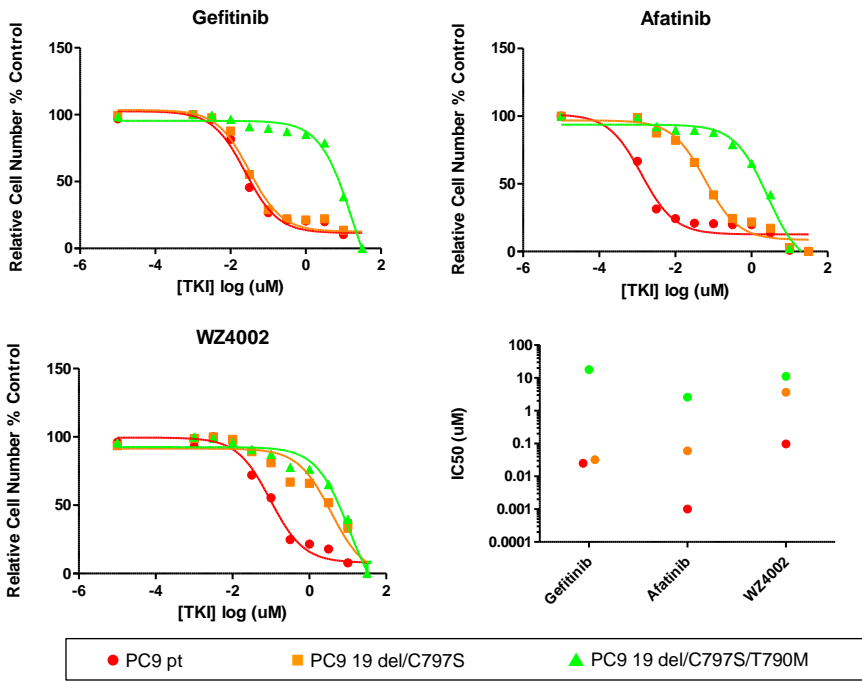 Gefitinib
Relative Cell Number % Control
150
100
50
0
-6
-4
-2
0
2
[TKI] log (uM)
Afatinib
Relative Cell Number % Control
150
100
50
0
-6
-4
-2
0
2
[TKI] log (uM)
WZ4002
Relative Cell Number % Control
150
100
50
0
-6
-4
-2
0
2
[TKI] log (uM)
IC50 (uM)
100
10
1
0.1
0.01
0.001
0.0001
Gefitinib
Afatinib
WZ4002
PC9 pt
PC9 19 del/C797S
PC9 19 del/C797S/T790M